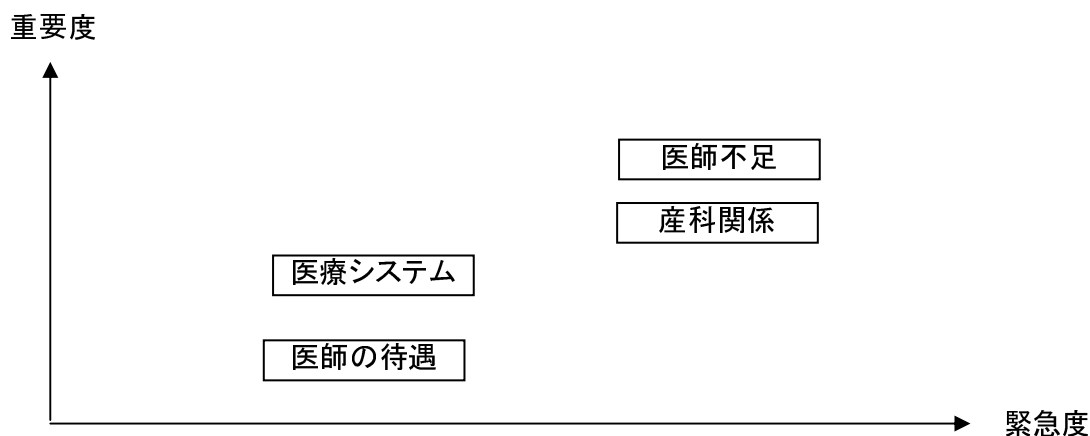 重要度
医師不足
産科関係
医療システム
医師の待遇
緊急度